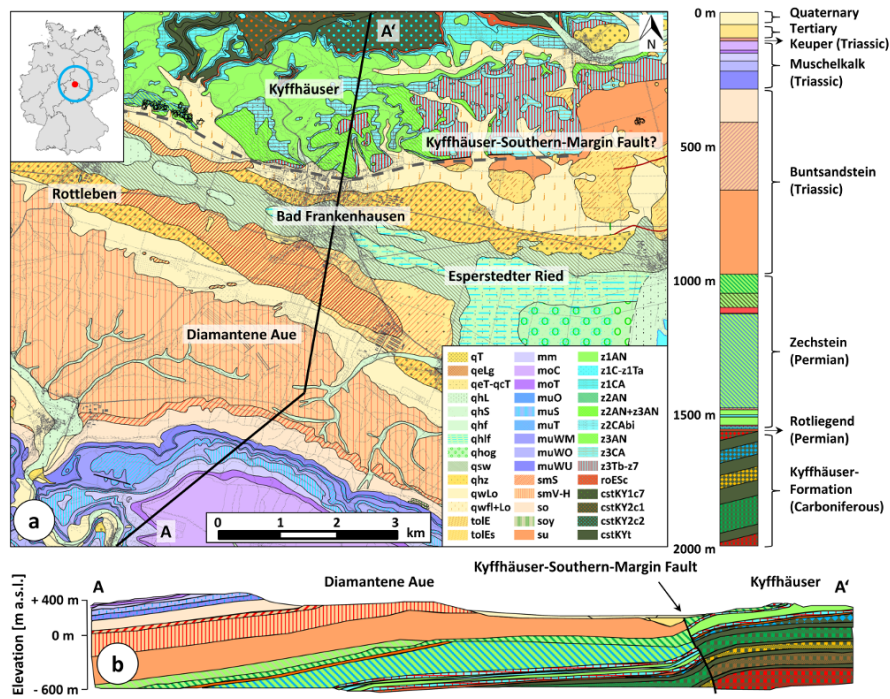 A'
N
Kyffhäuser
Kyffhäuser-Southern-Margin Fault?
Rottleben
Bad Frankenhausen
Esperstedter Ried
Diamantene Aue
A
a
0 1 2 3
km
qT
qeLg
qeT-qcT
qhL
qhS
qhf
qhlf
qhog
qsw
qhz
qwLo
qwfl+Lo
tolE
tolEs
mm
moC
moT
muO
muS
muT
muWM
muWO
muWU
smS
smV-H
so
soy
su
z1AN
z1C-z1Ta
z1CA
z2AN
z2AN+z3AN
z2CAbi
z3AN
z3CA
z3Tb-z7
roESc
cstKY1c7
cstKY2c1
cstKY2c2
cstKYt
0 m
500 m
1000 m
1500 m
2000 m
Quaternary
Tertiary
Keuper (Triassic)
Muschelkalk
(Triassic)
Buntsandstein
(Triassic)
Zechstein
(Permian)
Rotliegend
(Permian)
Kyffhäuser-
Formation
(Carboniferous)
Kyffhäuser-Southern-Margin Fault
A
Diamantene Aue
Kyffhäuser
A'
Elevation [m a.s.l.]
+ 400 m
0 m
- 600 m
b